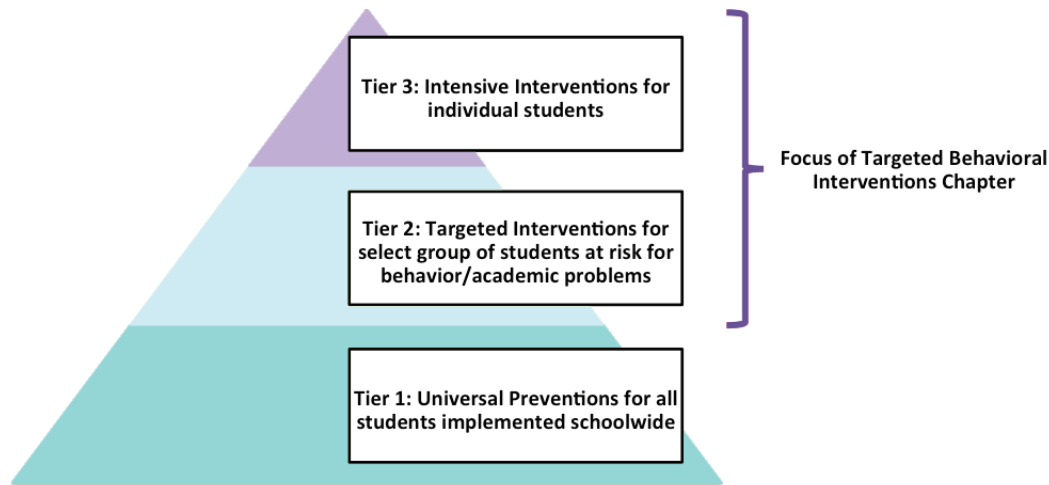 Tier 3: Intensive Interventions for
individual students
Focus of Targeted Behavioral
Interventions Chapter
Tier 2: Targeted Interventions for
select group of students at risk for
behavior/academic problems
Tier 1: Universal Preventions for all
students implemented schoolwide